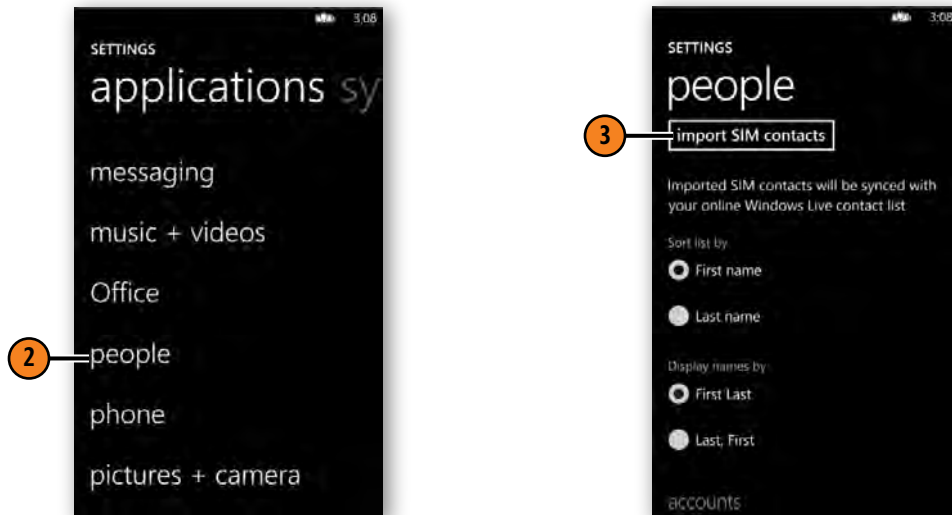 3:08
SETTINGS
applications sy
messaging
music + videos
Office
2
people
phone
pictures + camera
3:08
SETTINGS
people
3
import SIM contacts
Imported SIM contacts will be synced with
your online Windows Live contact list
Sort list by
First name
Last name
Display names by
First Last
Last, First
accounts